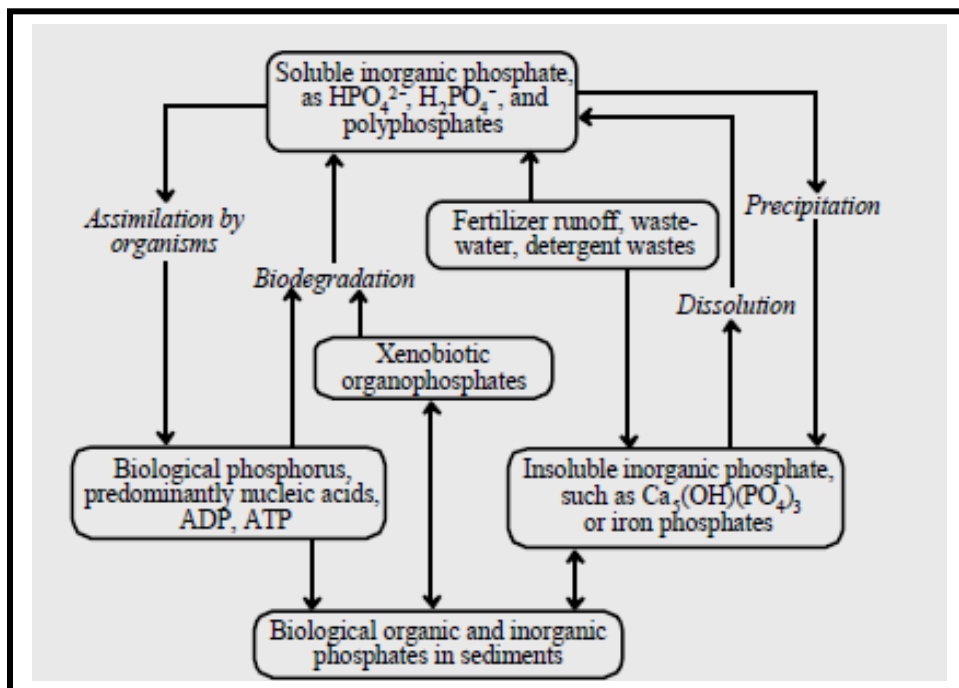 Soluble inorganic phosphate,
as HPO₄²⁻, H₂PO₄⁻, and
polyphosphates
Assimilation by
organisms
Biodegradation
Fertilizer runoff, waste-
water, detergent wastes
Precipitation
Dissolution
Xenobiotic
organophosphates
Biological phosphorus,
predominantly nucleic acids,
ADP, ATP
Insoluble inorganic phosphate,
such as Ca₅(OH)(PO₄)₃
or iron phosphates
Biological organic and inorganic
phosphates in sediments